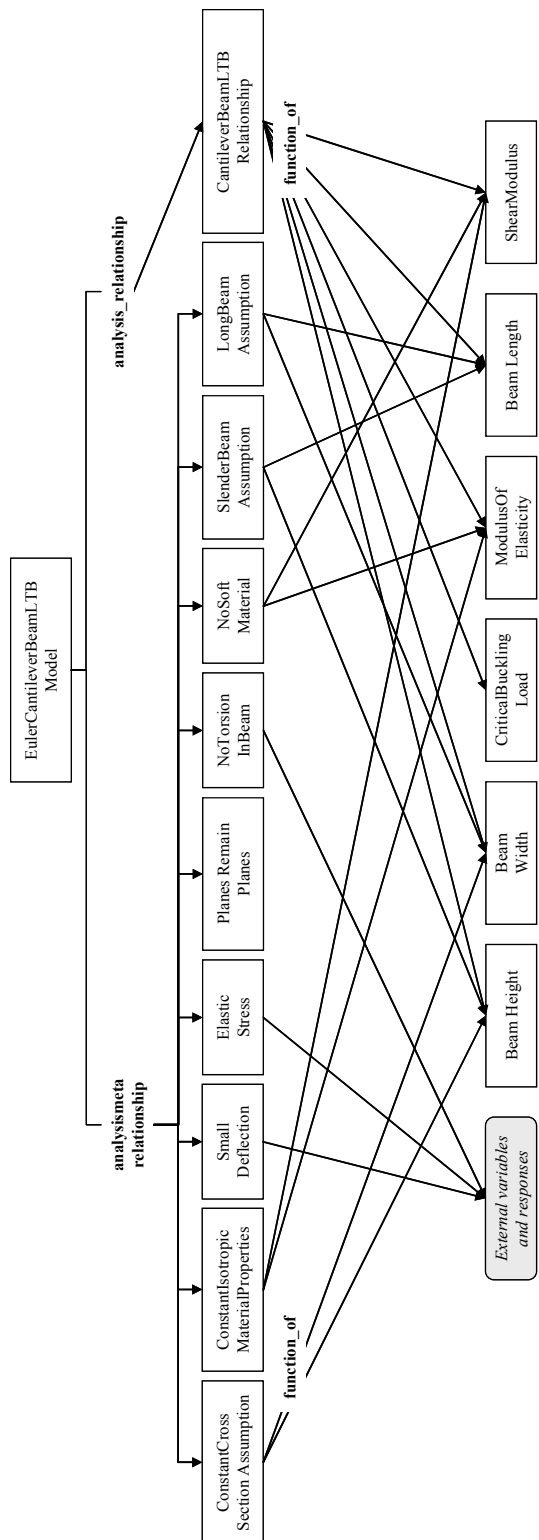 EulerCantileverBeamLTB
Model
analysismeta
relationship
analysis_relationship
ConstantCross
Section Assumption
ConstantIsotropic
MaterialProperties
Small
Deflection
Elastic
Stress
Planes Remain
Planes
NoTorsion
InBeam
NoSoft
Material
SlenderBeam
Assumption
LongBeam
Assumption
CantileverBeamLTB
Relationship
function_of
function_of
External variables
and responses
Beam Height
Beam
Width
CriticalBuckling
Load
ModulusOf
Elasticity
Beam Length
ShearModulus